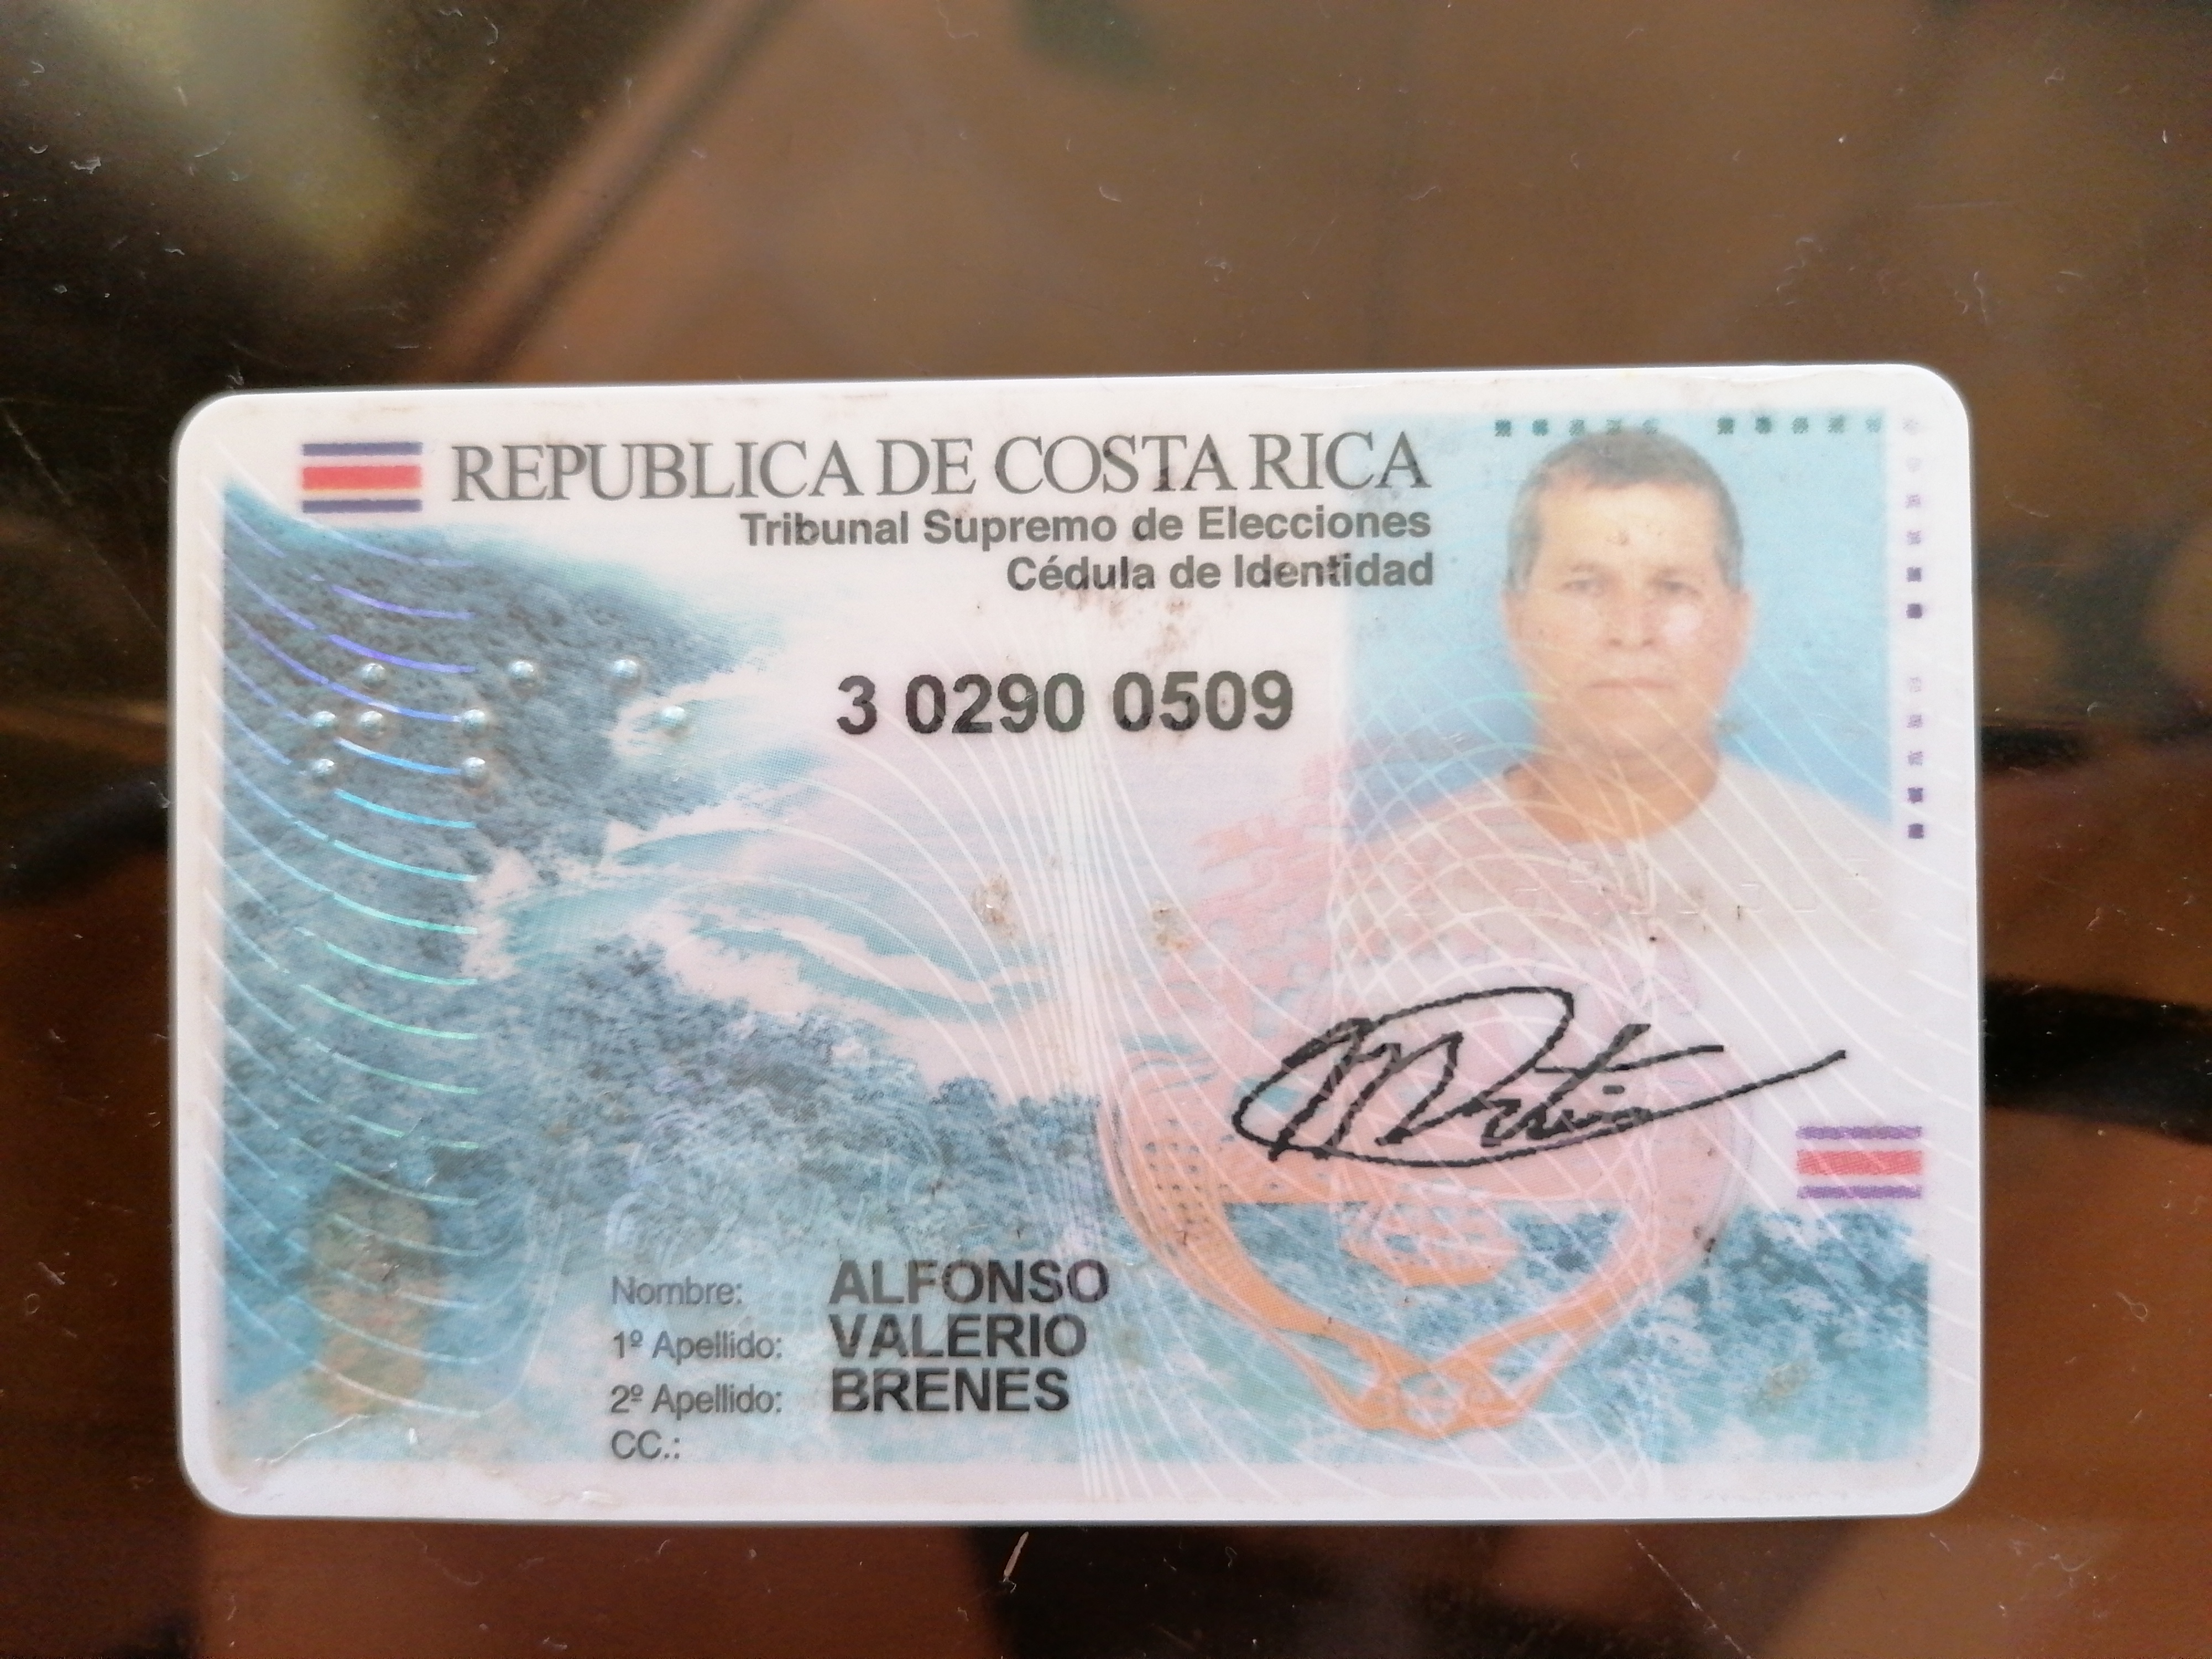 REPUBLICA DE COSTA RICA
Tribunal Supremo de Elecciones
Cédula de Identidad
3 0290 0509
Nombre: ALFONSO
1º Apellido: VALERIO
2º Apellido: BRENES
CC.: